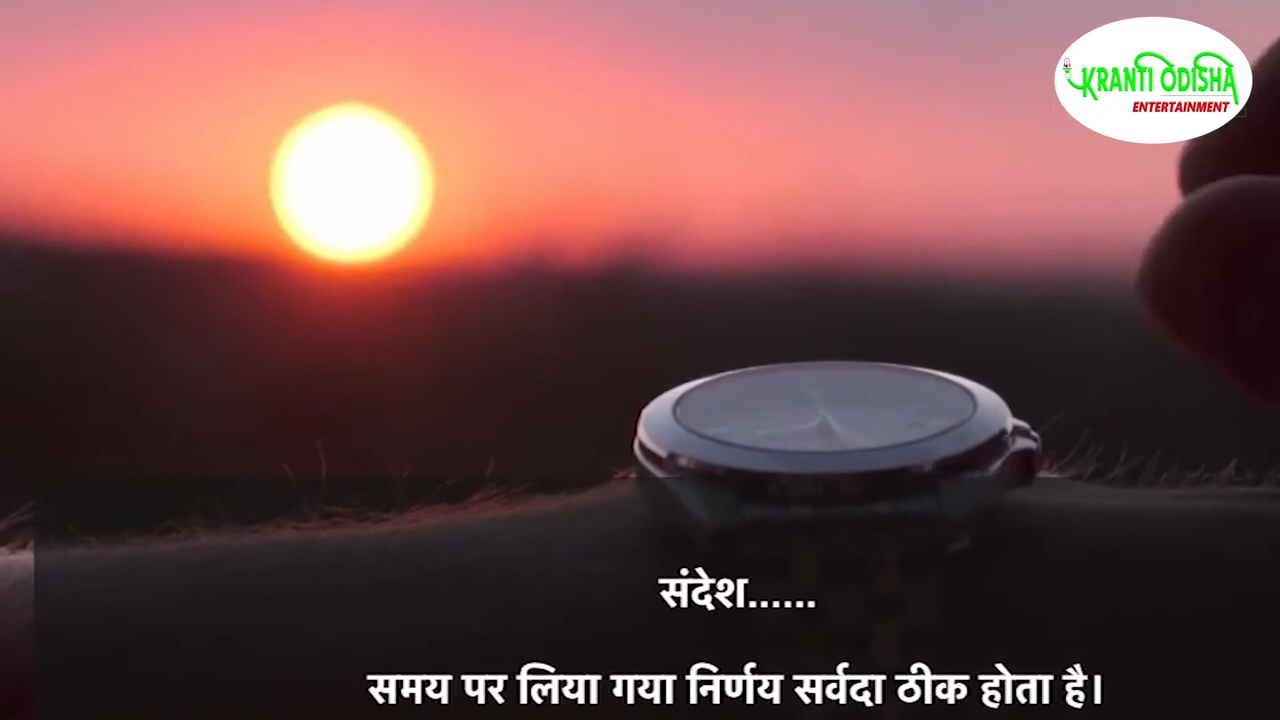 KRANTI ODISHA
ENTERTAINMENT
संदेश......
समय पर लिया गया निर्णय सर्वदा ठीक होता है।